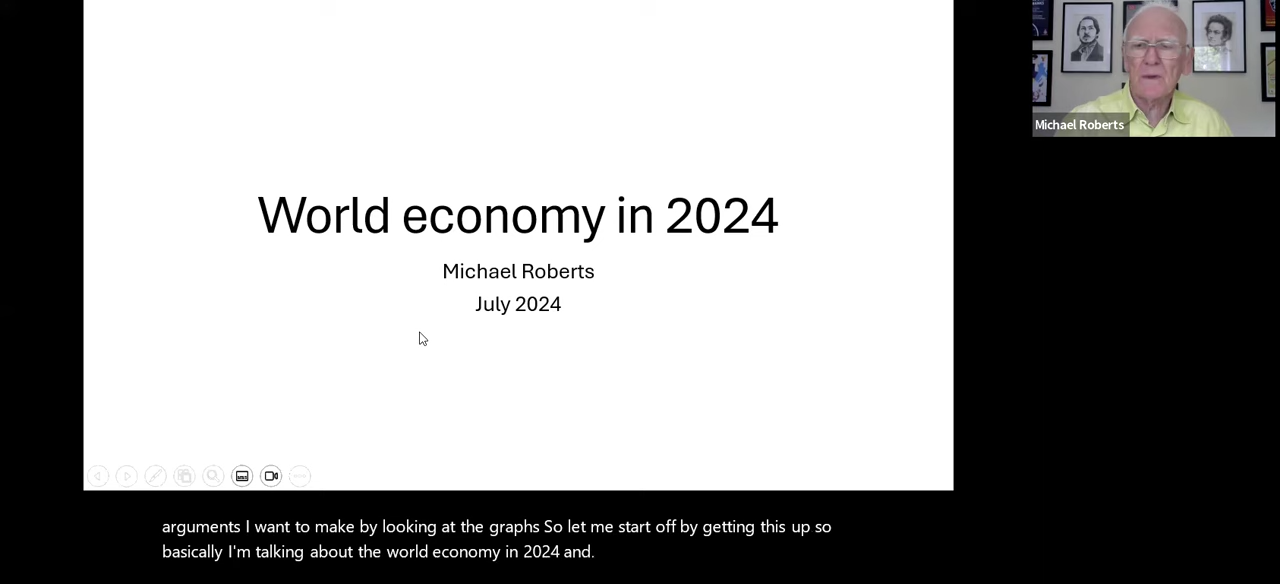 World economy in 2024
Michael Roberts
July 2024
Michael Roberts
arguments I want to make by looking at the graphs So let me start off by getting this up so
basically I'm talking about the world economy in 2024 and.